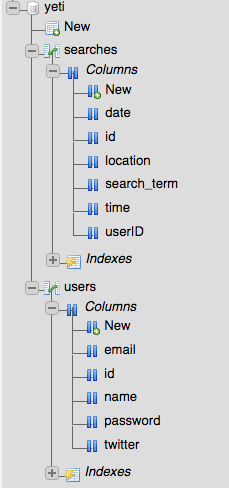 yeti
New
searches
Columns
New
date
id
location
search_term
time
userID
Indexes
users
Columns
New
email
id
name
password
twitter
Indexes